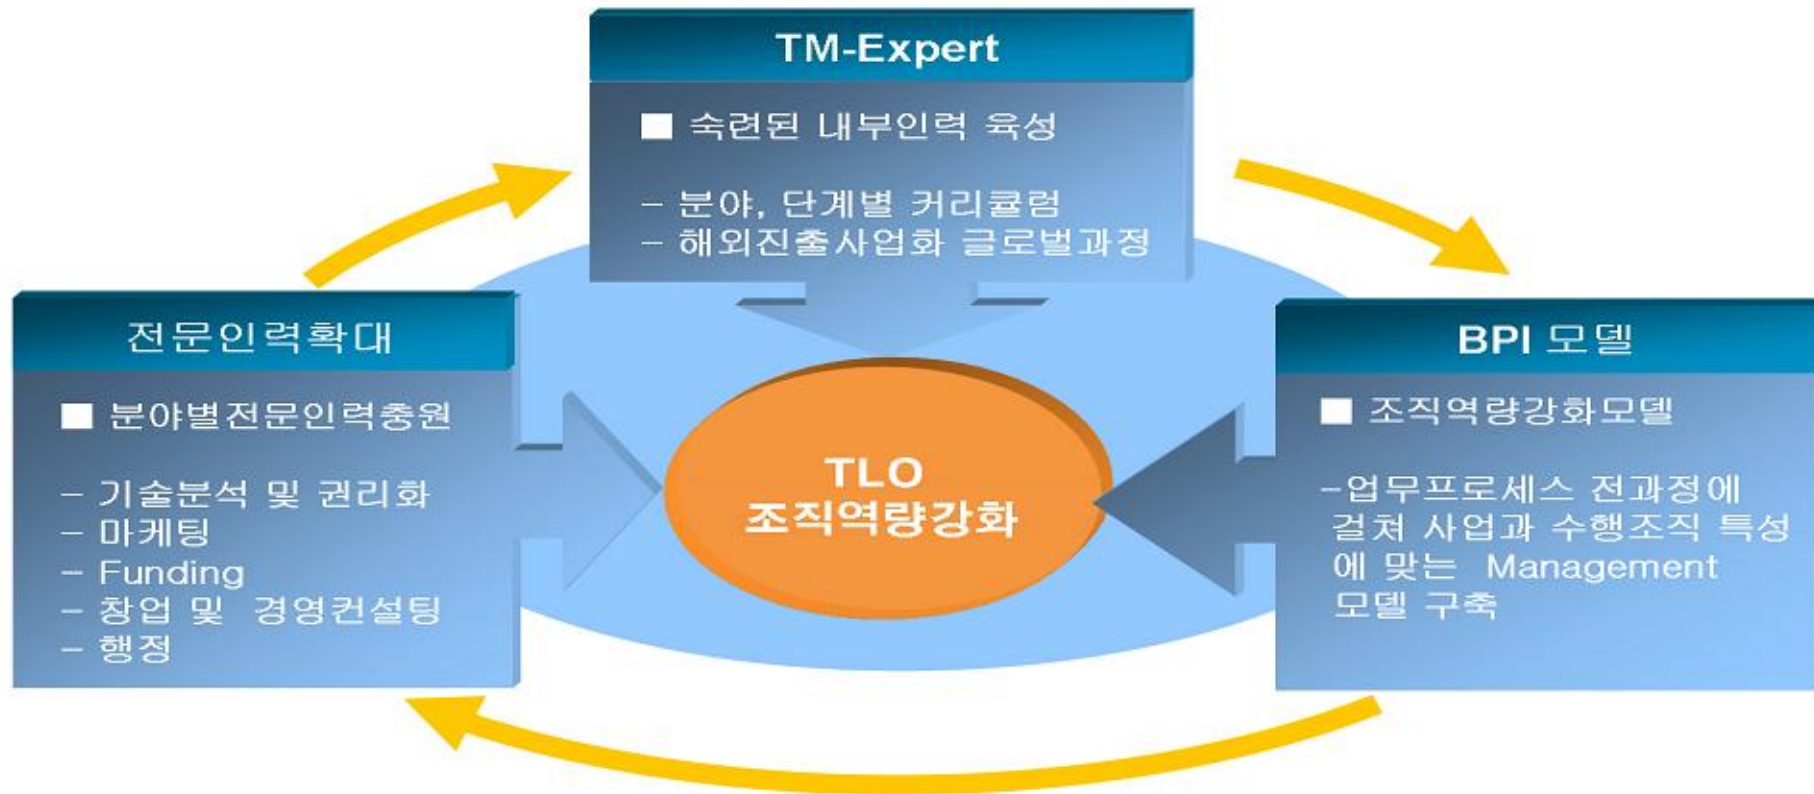 TM-Expert
■ 숙련된 내부인력 육성
– 분야, 단계별 커리큘럼
– 해외진출사업화 글로벌과정
전문인력확대
■ 분야별전문인력충원
– 기술분석 및 권리화
– 마케팅
– Funding
– 창업 및 경영컨설팅
– 행정
TLO
조직역량강화
BPI 모델
■ 조직역량강화모델
–업무프로세스 전과정에
걸쳐 사업과 수행조직 특성
에 맞는 Management
모델 구축